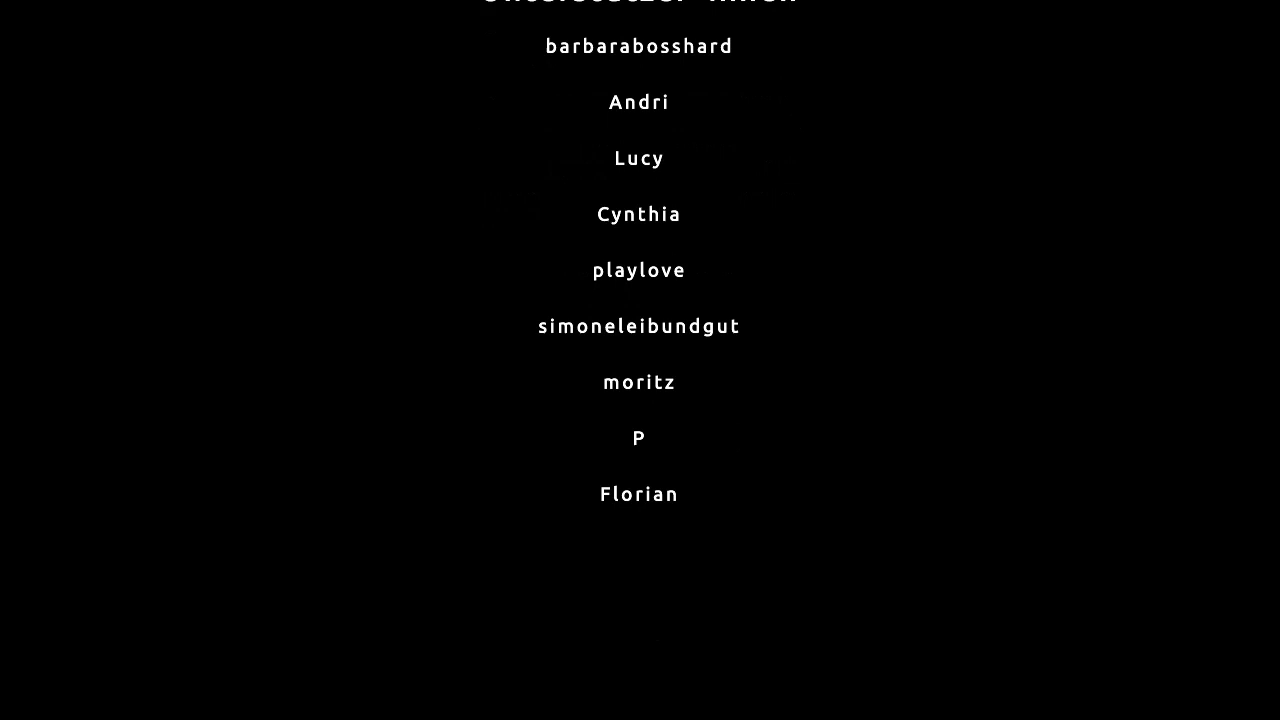 barbarabosshard
Andri
Lucy
Cynthia
playlove
simoneleibundgut
moritz
P
Florian